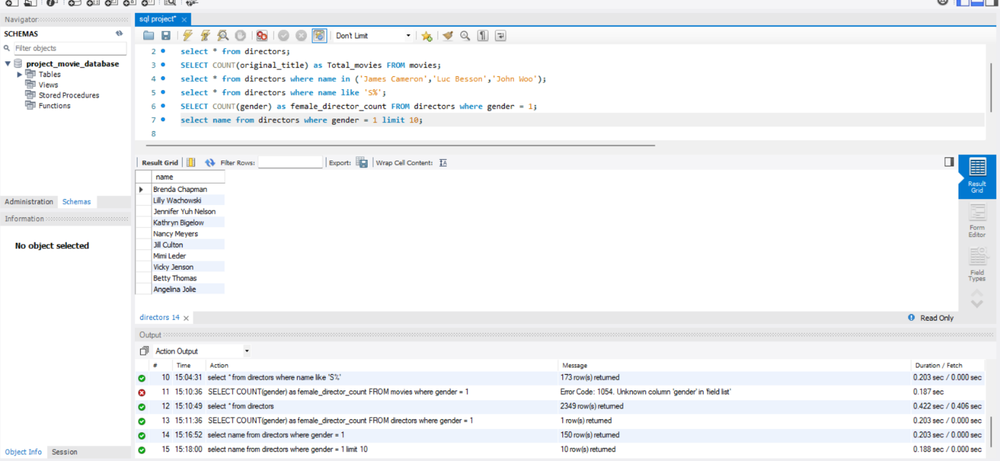 Navigator
sql project*
SCHEMAS
Don't Limit
Filter objects
2 select * from directors;
project_movie_database
3 SELECT COUNT(original_title) as Total_movies FROM movies;
Tables
4 select * from directors where name in ('James Cameron','Luc Besson','John Woo');
Views
5 select * from directors where name like 'S%';
Stored Procedures
6 SELECT COUNT(gender) as female_director_count FROM directors where gender = 1;
Functions
7 select name from directors where gender = 1 limit 10;
8
Result Grid Filter Rows: Export: Wrap Cell Content:
name
Brenda Chapman
Lilly Wachowski
Jennifer Yuh Nelson
Kathryn Bigelow
Nancy Meyers
Jill Culton
Mimi Leder
Vicky Jenson
Betty Thomas
Angelina Jolie
Result
Grid
Form
Editor
Field
Types
Administration Schemas
Information
No object selected
directors 14
Read Only
Output
Action Output
# Time Action Message Duration / Fetch
10 15:04:31 select * from directors where name like 'S%' 173 row(s) returned 0.203 sec / 0.000 sec
11 15:10:36 SELECT COUNT(gender) as female_director_count FROM movies where gender = 1 Error Code: 1054. Unknown column 'gender' in 'field list' 0.187 sec
12 15:10:49 select * from directors 2349 row(s) returned 0.422 sec / 0.406 sec
13 15:11:36 SELECT COUNT(gender) as female_director_count FROM directors where gender = 1 1 row(s) returned 0.203 sec / 0.000 sec
14 15:16:52 select name from directors where gender = 1 150 row(s) returned 0.203 sec / 0.000 sec
15 15:18:00 select name from directors where gender = 1 limit 10 10 row(s) returned 0.188 sec / 0.000 sec
Object Info Session